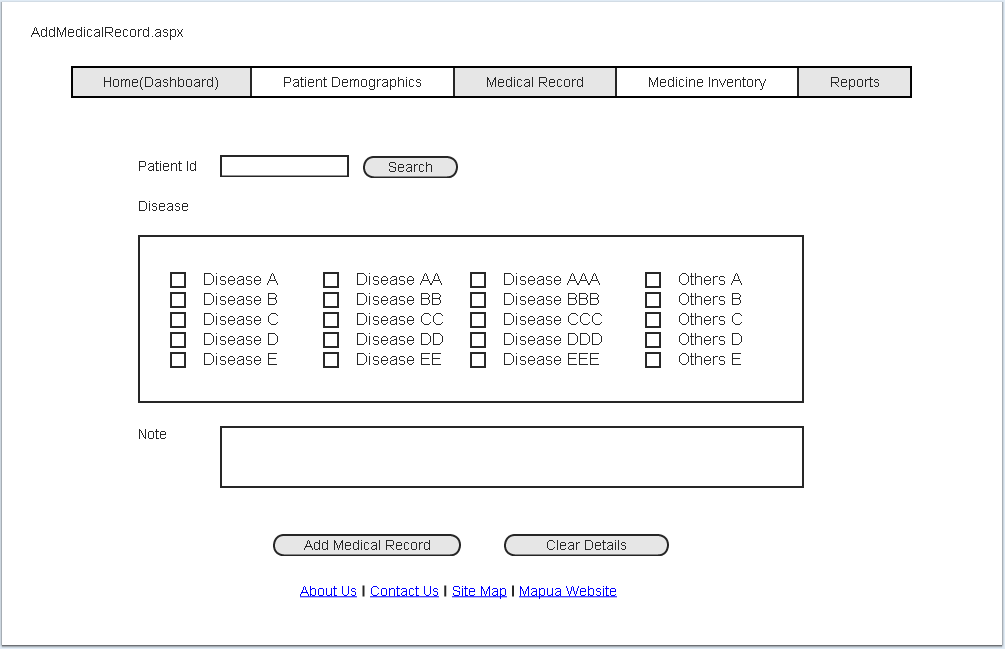 AddMedicalRecord.aspx
Home(Dashboard) Patient Demographics Medical Record Medicine Inventory Reports
Patient Id Search
Disease
Disease A Disease AA Disease AAA Others A
Disease B Disease BB Disease BBB Others B
Disease C Disease CC Disease CCC Others C
Disease D Disease DD Disease DDD Others D
Disease E Disease EE Disease EEE Others E
Note
Add Medical Record Clear Details
About Us | Contact Us | Site Map | Mapua Website